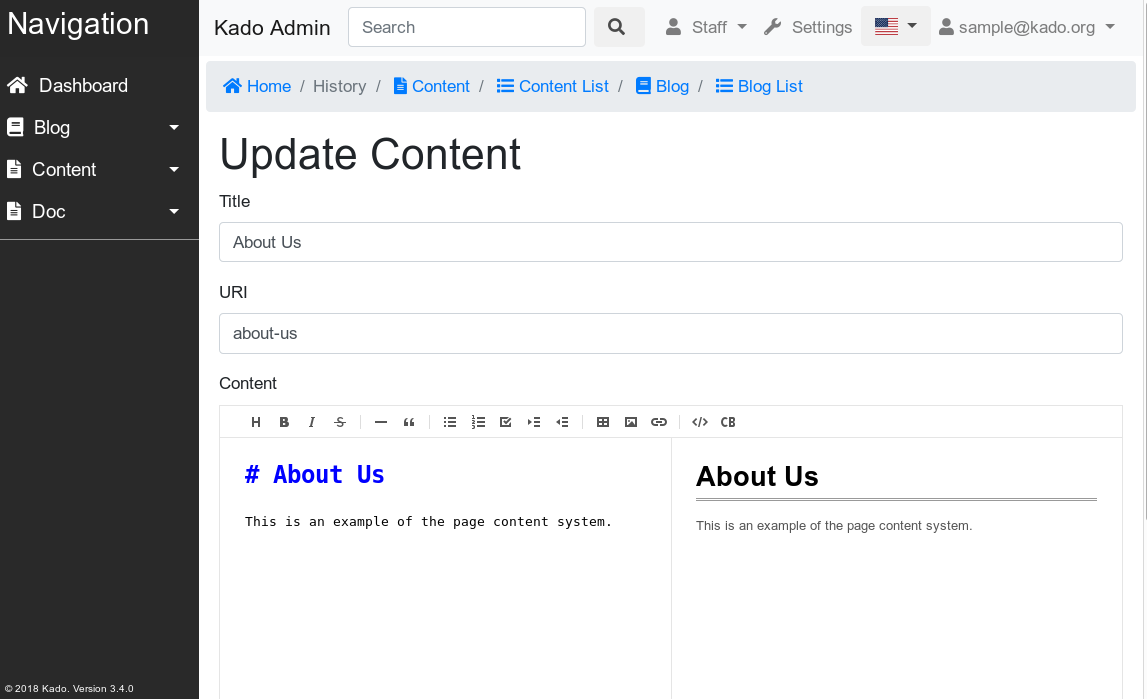 Navigation
Kado Admin Search Staff Settings sample@kado.org
Home / History / Content / Content List / Blog / Blog List
Dashboard
Blog
Content
Doc
Update Content
Title
About Us
URI
about-us
Content
H B I S — “ </> CB
# About Us
This is an example of the page content system.
About Us
This is an example of the page content system.
© 2018 Kado. Version 3.4.0